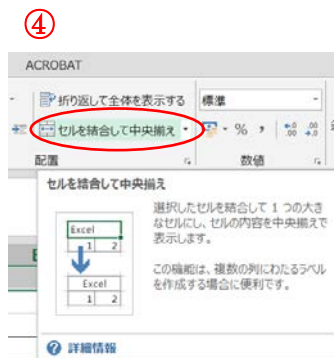 ④
ACROBAT
折り返して全体を表示する
標準
セルを結合して中央揃え
% ,
.0 .00
.00 .0
配置
数値
セルを結合して中央揃え
選択したセルを結合して 1 つの大き
なセルにし、セルの内容を中央揃えで
表示します。
この機能は、複数の列にわたるラベル
を作成する場合に便利です。
Excel
1 2
Excel
1 2
詳細情報